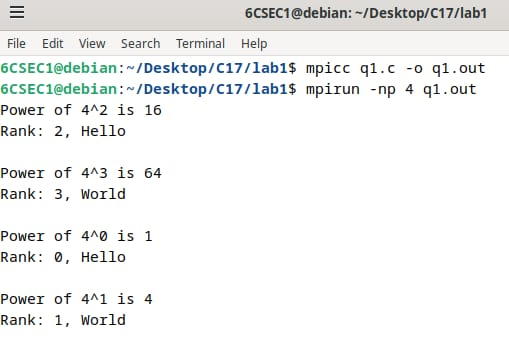 6CSEC1@debian: ~/Desktop/C17/lab1
File Edit View Search Terminal Help
6CSEC1@debian:~/Desktop/C17/lab1$ mpicc q1.c -o q1.out
6CSEC1@debian:~/Desktop/C17/lab1$ mpirun -np 4 q1.out
Power of 4^2 is 16
Rank: 2, Hello
Power of 4^3 is 64
Rank: 3, World
Power of 4^0 is 1
Rank: 0, Hello
Power of 4^1 is 4
Rank: 1, World